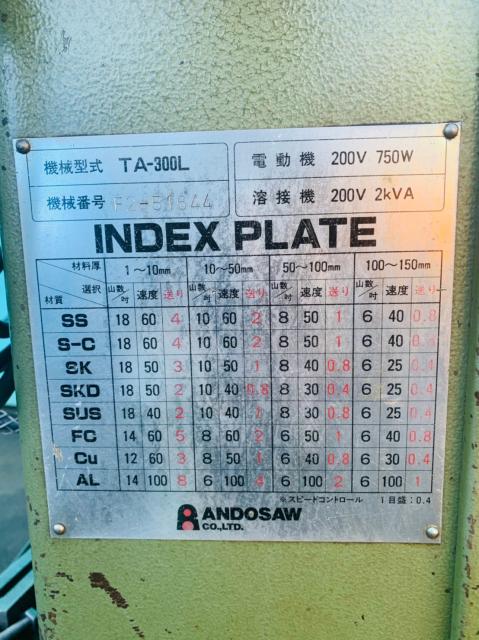 機械型式 TA-300L
電動機 200V 750W
機械番号
溶接機 200V 2kVA
INDEX PLATE
材料厚 1～10mm 10～50mm 50～100mm 100～150mm
材質 選択 山数/吋 速度 送り 山数/吋 速度 送り 山数/吋 速度 送り 山数/吋 速度 送り
SS 18 60 4 10 60 2 8 50 1 6 40 0.8
S-C 18 60 4 10 60 2 8 50 1 6 40 0.8
SK 18 50 3 10 50 1 8 40 0.8 6 25 0.4
SKD 18 50 2 10 40 0.8 8 30 0.4 6 25 0.4
SUS 18 40 2 10 40 1 8 30 0.8 6 25 0.4
FC 14 60 5 8 60 2 6 50 1 6 40 0.8
Cu 12 60 3 8 50 1 6 40 0.8 6 30 0.4
AL 14 100 8 6 100 4 6 100 2 6 100 1
※スピードコントロール 1目盛:0.4
ANDOSAW
CO.,LTD.